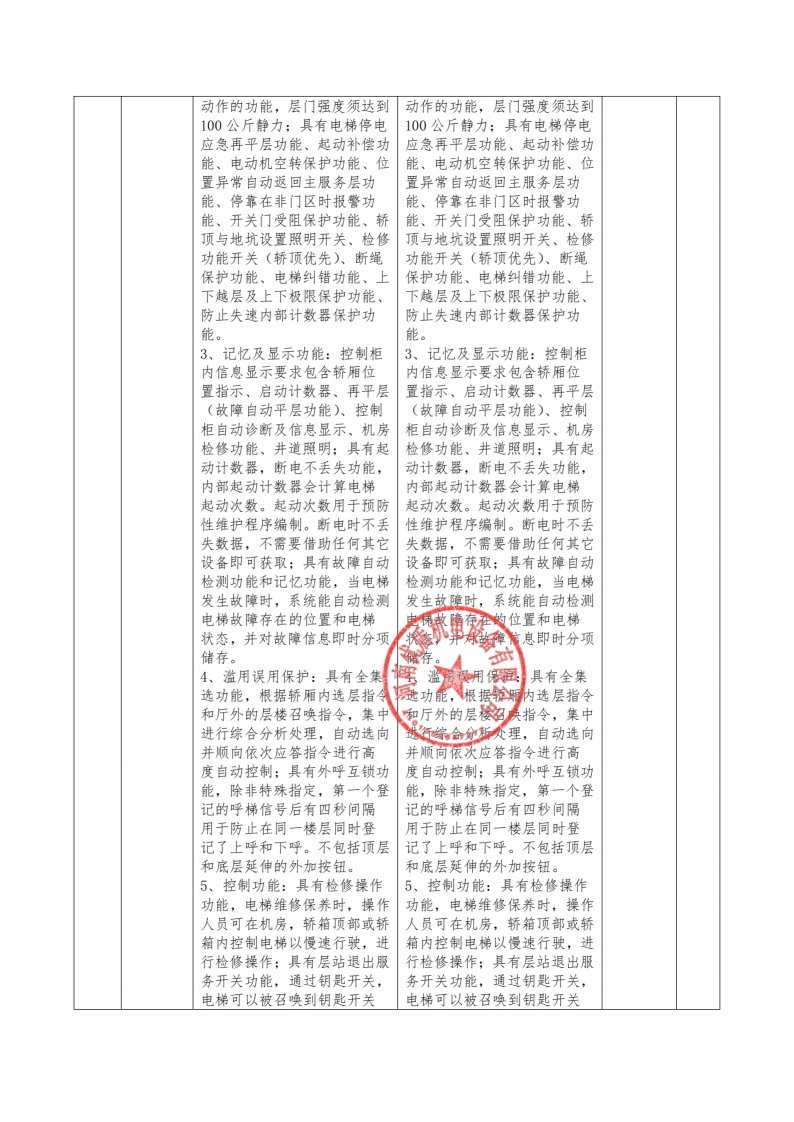 动作的功能，层门强度须达到
100 公斤静力；具有电梯停电
应急再平层功能、起动补偿功
能、电动机空转保护功能、位
置异常自动返回主服务层功
能、停靠在非门区时报警功
能、开关门受阻保护功能、轿
顶与地坑设置照明开关、检修
功能开关（轿顶优先）、断绳
保护功能、电梯纠错功能、上
下越层及上下极限保护功能、
防止失速内部计数器保护功
能。
3、记忆及显示功能：控制柜
内信息显示要求包含轿厢位
置指示、启动计数器、再平层
（故障自动平层功能）、控制
柜自动诊断及信息显示、机房
检修功能、井道照明；具有起
动计数器，断电不丢失功能，
内部起动计数器会计算电梯
起动次数。起动次数用于预防
性维护程序编制。断电时不丢
失数据，不需要借助任何其它
设备即可获取；具有故障自动
检测功能和记忆功能，当电梯
发生故障时，系统能自动检测
电梯故障存在的位置和电梯
状态，并对故障信息即时分项
储存。
4、滥用误用保护：具有全集
选功能，根据轿厢内选层指令
和厅外的层楼召唤指令，集中
进行综合分析处理，自动选向
并顺向依次应答指令进行高
度自动控制；具有外呼互锁功
能，除非特殊指定，第一个登
记的呼梯信号后有四秒间隔
用于防止在同一楼层同时登
记了上呼和下呼。不包括顶层
和底层延伸的外加按钮。
5、控制功能：具有检修操作
功能，电梯维修保养时，操作
人员可在机房，轿箱顶部或轿
箱内控制电梯以慢速行驶，进
行检修操作；具有层站退出服
务开关功能，通过钥匙开关，
电梯可以被召唤到钥匙开关
动作的功能，层门强度须达到
100 公斤静力；具有电梯停电
应急再平层功能、起动补偿功
能、电动机空转保护功能、位
置异常自动返回主服务层功
能、停靠在非门区时报警功
能、开关门受阻保护功能、轿
顶与地坑设置照明开关、检修
功能开关（轿顶优先）、断绳
保护功能、电梯纠错功能、上
下越层及上下极限保护功能、
防止失速内部计数器保护功
能。
3、记忆及显示功能：控制柜
内信息显示要求包含轿厢位
置指示、启动计数器、再平层
（故障自动平层功能）、控制
柜自动诊断及信息显示、机房
检修功能、井道照明；具有起
动计数器，断电不丢失功能，
内部起动计数器会计算电梯
起动次数。起动次数用于预防
性维护程序编制。断电时不丢
失数据，不需要借助任何其它
设备即可获取；具有故障自动
检测功能和记忆功能，当电梯
发生故障时，系统能自动检测
电梯故障存在的位置和电梯
状态，并对故障信息即时分项
储存。
4、滥用误用保护：具有全集
选功能，根据轿厢内选层指令
和厅外的层楼召唤指令，集中
进行综合分析处理，自动选向
并顺向依次应答指令进行高
度自动控制；具有外呼互锁功
能，除非特殊指定，第一个登
记的呼梯信号后有四秒间隔
用于防止在同一楼层同时登
记了上呼和下呼。不包括顶层
和底层延伸的外加按钮。
5、控制功能：具有检修操作
功能，电梯维修保养时，操作
人员可在机房，轿箱顶部或轿
箱内控制电梯以慢速行驶，进
行检修操作；具有层站退出服
务开关功能，通过钥匙开关，
电梯可以被召唤到钥匙开关
河南 机电设备有限公司